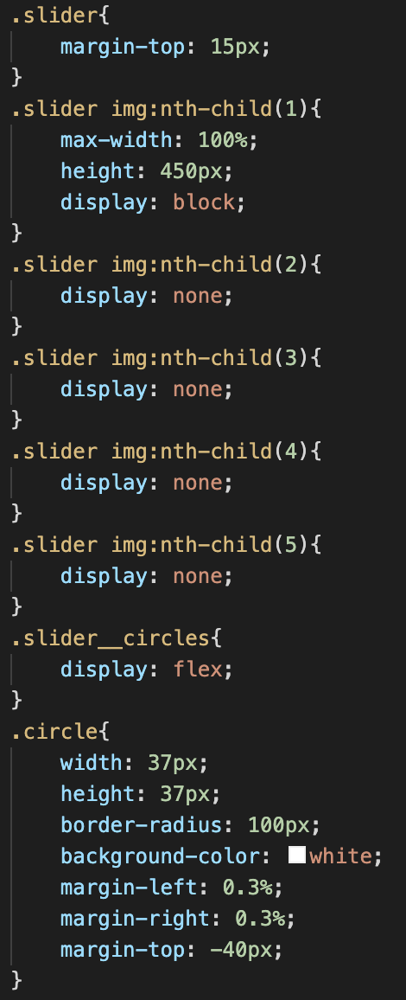 .slider{
    margin-top: 15px;
}
.slider img:nth-child(1){
    max-width: 100%;
    height: 450px;
    display: block;
}
.slider img:nth-child(2){
    display: none;
}
.slider img:nth-child(3){
    display: none;
}
.slider img:nth-child(4){
    display: none;
}
.slider img:nth-child(5){
    display: none;
}
.slider__circles{
    display: flex;
}
.circle{
    width: 37px;
    height: 37px;
    border-radius: 100px;
    background-color: white;
    margin-left: 0.3%;
    margin-right: 0.3%;
    margin-top: -40px;
}